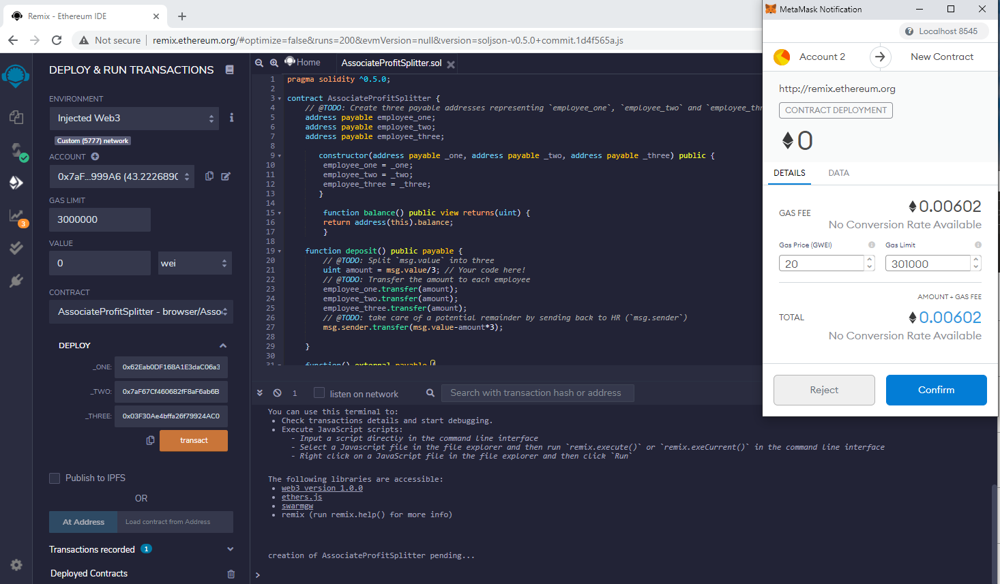 Remix - Ethereum IDE
MetaMask Notification
Not secure
remix.ethereum.org/#optimize=false&runs=200&evmVersion=null&version=soljson-v0.5.0+commit.1d4f565a.js
Localhost 8545
Account 2
New Contract
http://remix.ethereum.org
CONTRACT DEPLOYMENT
0
DETAILS
DATA
GAS FEE
0.00602
No Conversion Rate Available
Gas Price (GWEI)
Gas Limit
20
301000
AMOUNT + GAS FEE
TOTAL
0.00602
No Conversion Rate Available
Reject
Confirm
DEPLOY & RUN TRANSACTIONS
ENVIRONMENT
Injected Web3
Custom (5777) network
ACCOUNT
0x7aF...999A6 (43.2226890
GAS LIMIT
3000000
3
VALUE
0
wei
CONTRACT
AssociateProfitSplitter - browser/Asso
DEPLOY
_ONE:
0x62Eab0DF168A1E3daC06a3
_TWO:
0x7aF67Cf460682fF8aF6ab6B
_THREE:
0x03F30Ae4bffa26f79924AC0
transact
Publish to IPFS
OR
At Address
Load contract from Address
Transactions recorded 1
Deployed Contracts
Home
AssociateProfitSplitter.sol
1 pragma solidity ^0.5.0;
2
3 contract AssociateProfitSplitter {
4 // @TODO: Create three payable addresses representing `employee_one`, `employee_two` and `employee_thr
5 address payable employee_one;
6 address payable employee_two;
7 address payable employee_three;
8
9 constructor(address payable _one, address payable _two, address payable _three) public {
10 employee_one = _one;
11 employee_two = _two;
12 employee_three = _three;
13 }
14
15 function balance() public view returns(uint) {
16 return address(this).balance;
17 }
18
19 function deposit() public payable {
20 // @TODO: Split `msg.value` into three
21 uint amount = msg.value/3; // Your code here!
22 // @TODO: Transfer the amount to each employee
23 employee_one.transfer(amount);
24 employee_two.transfer(amount);
25 employee_three.transfer(amount);
26 // @TODO: take care of a potential remainder by sending back to HR (`msg.sender`)
27 msg.sender.transfer(msg.value-amount*3);
28
29 }
30
31 function() external payable {
1
listen on network
Search with transaction hash or address
You can use this terminal to:
• Check transactions details and start debugging.
• Execute JavaScript scripts:
- Input a script directly in the command line interface
- Select a Javascript file in the file explorer and then run `remix.execute()` or `remix.exeCurrent()` in the command line interface
- Right click on a JavaScript file in the file explorer and then click `Run`
The following libraries are accessible:
• web3 version 1.0.0
• ethers.js
• swarmgw
• remix (run remix.help() for more info)
creation of AssociateProfitSplitter pending...
>